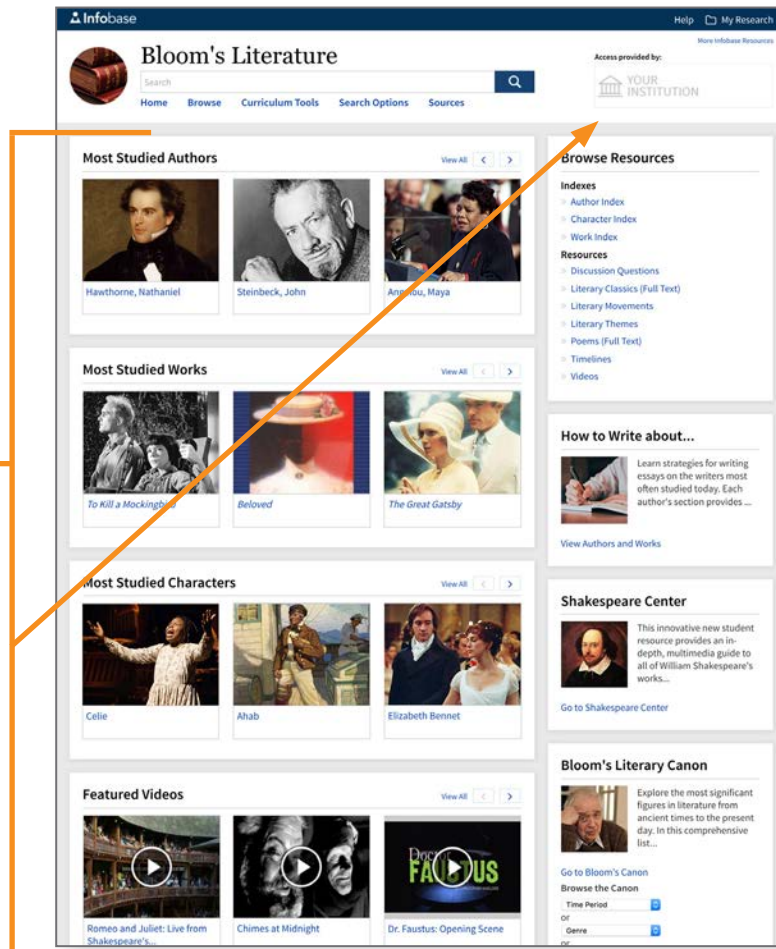 Infobase
Help My Research
More Infobase Resources
Bloom's Literature
Access provided by:
YOUR
INSTITUTION
Search
Home Browse Curriculum Tools Search Options Sources
Most Studied Authors
View All
Hawthorne, Nathaniel
Steinbeck, John
Angelou, Maya
Most Studied Works
View All
To Kill a Mockingbird
Beloved
The Great Gatsby
Most Studied Characters
View All
Celie
Ahab
Elizabeth Bennet
Featured Videos
View All
DOCTOR
FAUSTUS
Romeo and Juliet: Live from
Shakespeare's...
Chimes at Midnight
Dr. Faustus: Opening Scene
Browse Resources
Indexes
Author Index
Character Index
Work Index
Resources
Discussion Questions
Literary Classics (Full Text)
Literary Movements
Literary Themes
Poems (Full Text)
Timelines
Videos
How to Write about...
Learn strategies for writing
essays on the writers most
often studied today. Each
author's section provides ...
View Authors and Works
Shakespeare Center
This innovative new student
resource provides an in-
depth, multimedia guide to
all of William Shakespeare's
works...
Go to Shakespeare Center
Bloom's Literary Canon
Explore the most significant
figures in literature from
ancient times to the present
day. In this comprehensive
list...
Go to Bloom's Canon
Browse the Canon
Time Period
or
Genre
or